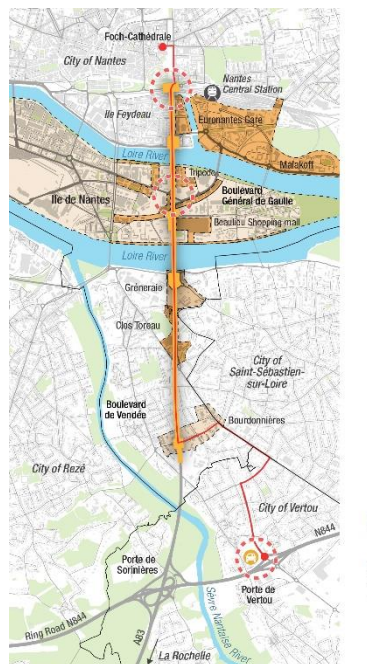 Foch-Cathédrale
City of Nantes
Nantes
Central Station
Ile Feydeau
Euronantes Gare
Loire River
Malakoff
Tripode
Ile de Nantes
Boulevard
Général de Gaulle
Beaulieu Shopping mall
Loire River
Gréneraie
Clos Toreau
City of
Saint-Sébastien-
sur-Loire
Boulevard
de Vendée
Bourdonnières
City of Rezé
City of Vertou
N844
Porte de
Sorinières
Porte de
Vertou
Ring Road N844
A83
Sèvre Nantaise River
La Rochelle